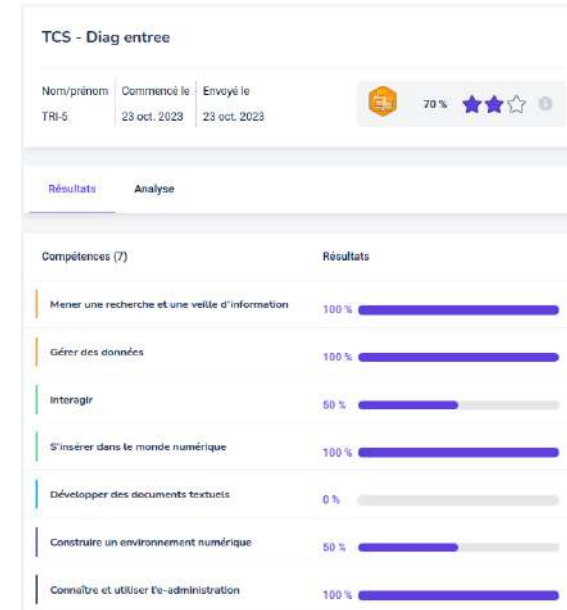 TCS - Diag entree
Nom/prénom Commencé le Envoyé le
TRI-5 23 oct. 2023 23 oct. 2023
70 %
Résultats Analyse
Compétences (7) Résultats
Mener une recherche et une veille d'information 100 %
Gérer des données 100 %
Interagir 50 %
S'insérer dans le monde numérique 100 %
Développer des documents textuels 0 %
Construire un environnement numérique 50 %
Connaître et utiliser l'e-administration 100 %